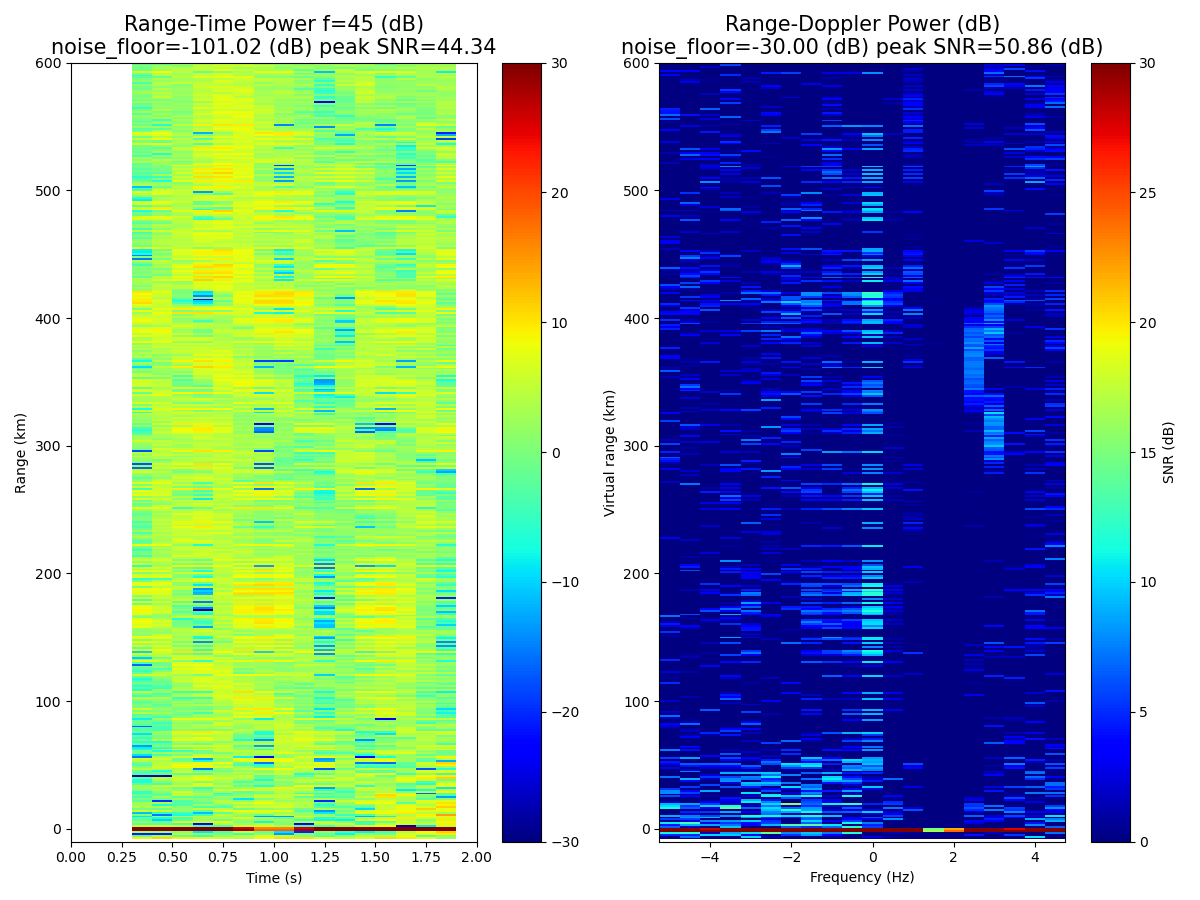 Range-Time Power f=45 (dB)
noise_floor=-101.02 (dB) peak SNR=44.34
Range (km)
600
500
400
300
200
100
0
0.00 0.25 0.50 0.75 1.00 1.25 1.50 1.75 2.00
Time (s)
30
20
10
0
−10
−20
−30
Range-Doppler Power (dB)
noise_floor=-30.00 (dB) peak SNR=50.86 (dB)
Virtual range (km)
600
500
400
300
200
100
0
−4 −2 0 2 4
Frequency (Hz)
30
25
20
15
10
5
0
SNR (dB)